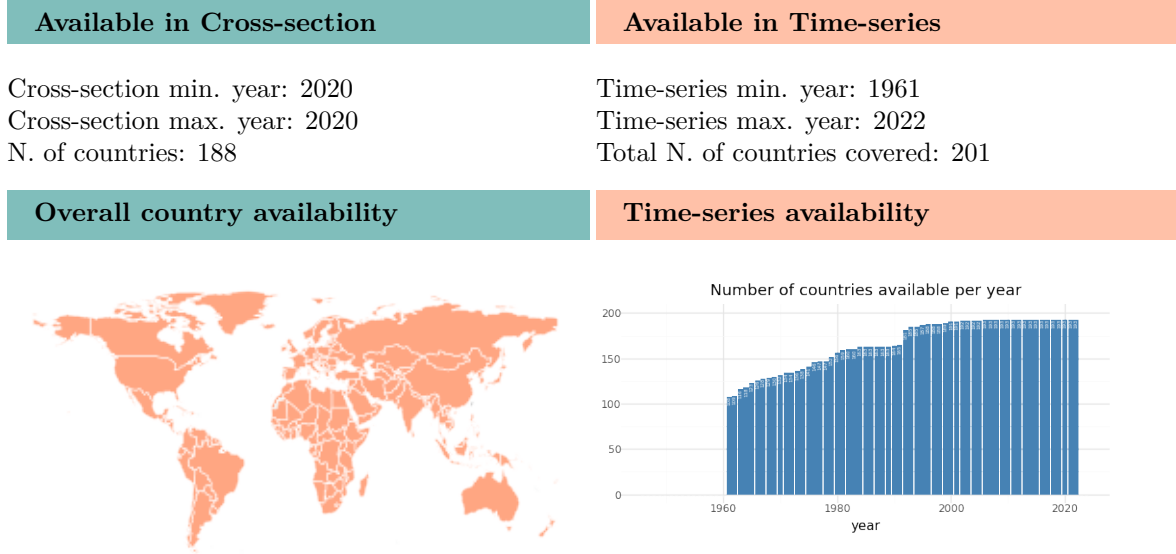 Available in Cross-section
Cross-section min. year: 2020
Cross-section max. year: 2020
N. of countries: 188
Available in Time-series
Time-series min. year: 1961
Time-series max. year: 2022
Total N. of countries covered: 201
Overall country availability
Time-series availability
Number of countries available per year
200
150
100
50
0
1960
1980
2000
2020
year